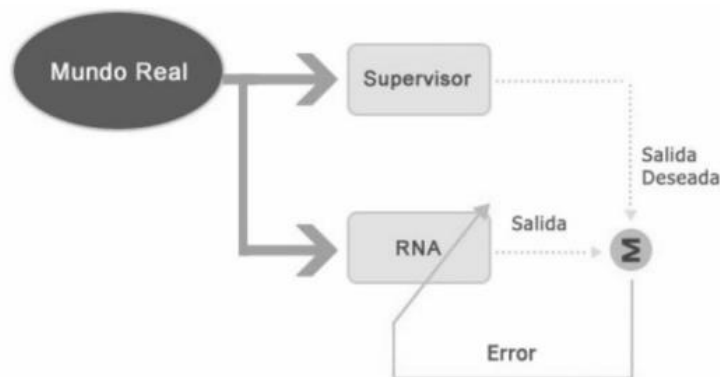 Mundo Real
Supervisor
Salida
Deseada
Salida
RNA
M
Error